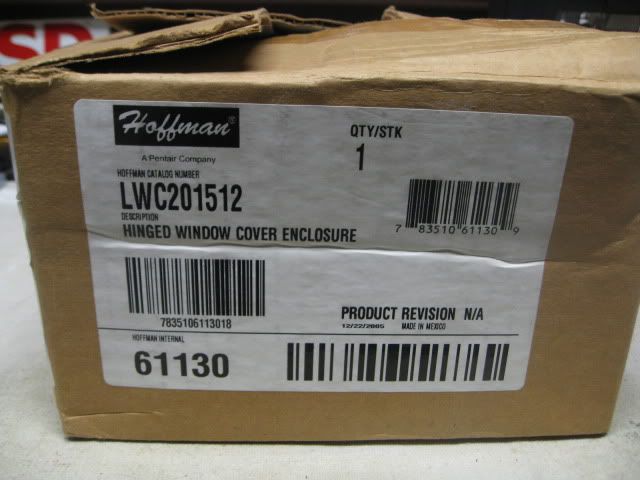 Hoffman®
A Pentair Company
QTY/STK
1
HOFFMAN CATALOG NUMBER
LWC201512
DESCRIPTION
HINGED WINDOW COVER ENCLOSURE
7 83510 61130 9
7835106113018
PRODUCT REVISION N/A
12/22/2005 MADE IN MEXICO
HOFFMAN INTERNAL
61130